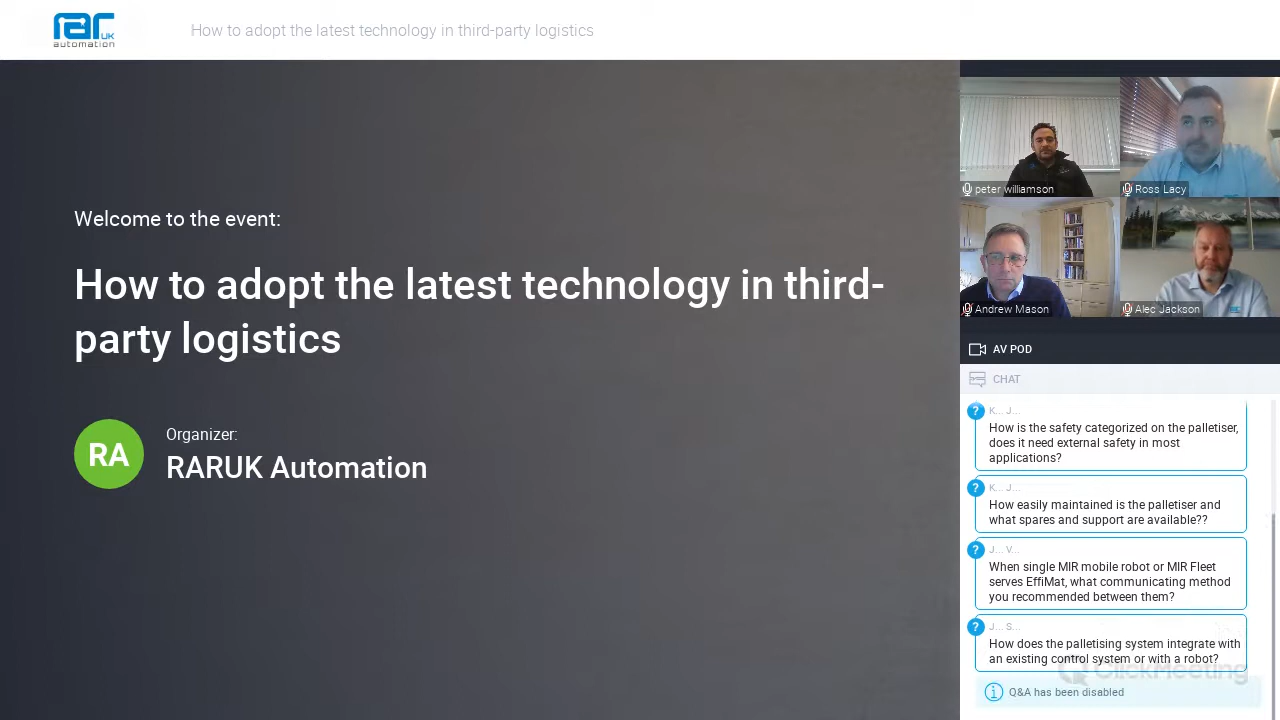 rar UK
automation
How to adopt the latest technology in third-party logistics
Welcome to the event:
How to adopt the latest technology in third-
party logistics
RA
Organizer:
RARUK Automation
peter williamson
Ross Lacy
Andrew Mason
Alec Jackson
AV POD
CHAT
? K... J...
How is the safety categorized on the palletiser,
does it need external safety in most
applications?
? K... J...
How easily maintained is the palletiser and
what spares and support are available??
? J... V...
When single MIR mobile robot or MIR Fleet
serves EffiMat, what communicating method
you recommended between them?
? J... S...
How does the palletising system integrate with
an existing control system or with a robot?
ClickMeeting
Q&A has been disabled